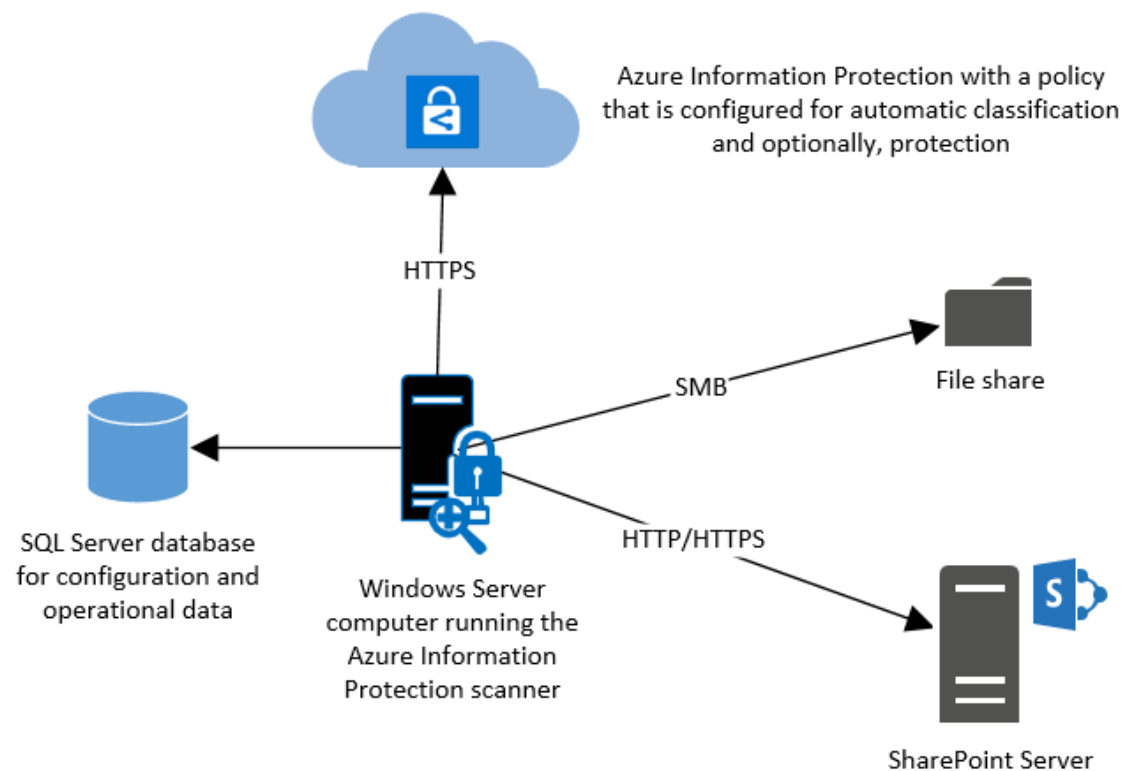 Azure Information Protection with a policy
that is configured for automatic classification
and optionally, protection
HTTPS
SMB
File share
HTTP/HTTPS
SQL Server database
for configuration and
operational data
Windows Server
computer running the
Azure Information
Protection scanner
S
SharePoint Server